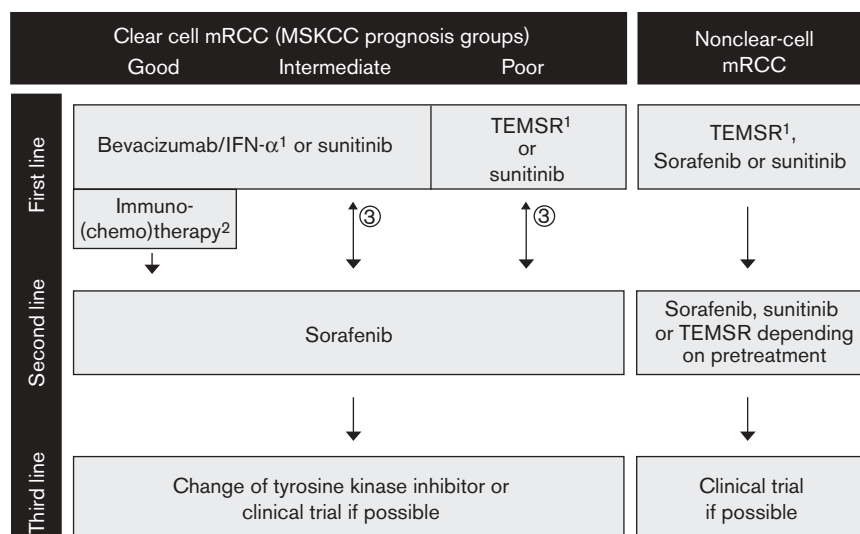 Clear cell mRCC (MSKCC prognosis groups)
Good Intermediate Poor
Nonclear-cell
mRCC
First line
Bevacizumab/IFN-α¹ or sunitinib
TEMSR¹
or
sunitinib
TEMSR¹,
Sorafenib or sunitinib
Immuno-
(chemo)therapy²
③
③
Second line
Sorafenib
Sorafenib, sunitinib
or TEMSR depending
on pretreatment
Third line
Change of tyrosine kinase inhibitor or
clinical trial if possible
Clinical trial
if possible